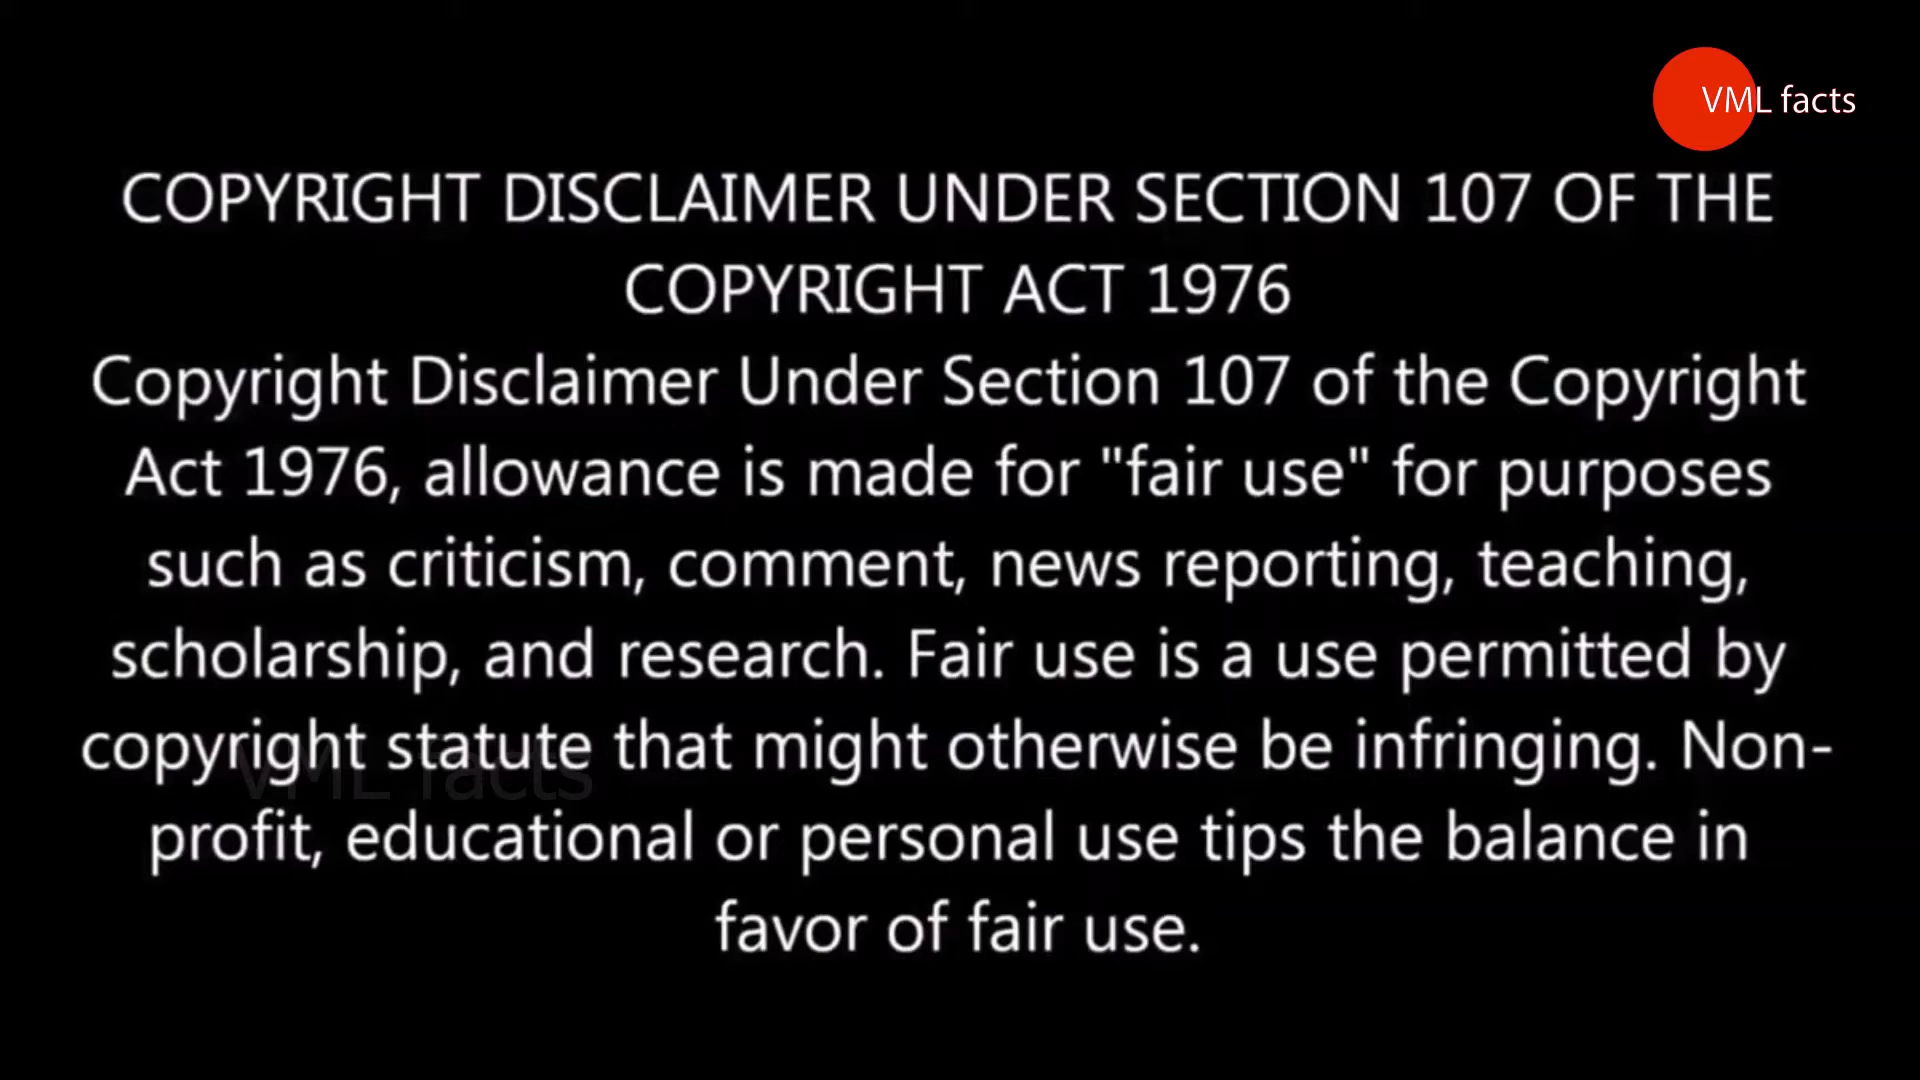 VML facts
COPYRIGHT DISCLAIMER UNDER SECTION 107 OF THE
COPYRIGHT ACT 1976
Copyright Disclaimer Under Section 107 of the Copyright
Act 1976, allowance is made for "fair use" for purposes
such as criticism, comment, news reporting, teaching,
scholarship, and research. Fair use is a use permitted by
copyright statute that might otherwise be infringing. Non-
VML facts
profit, educational or personal use tips the balance in
favor of fair use.